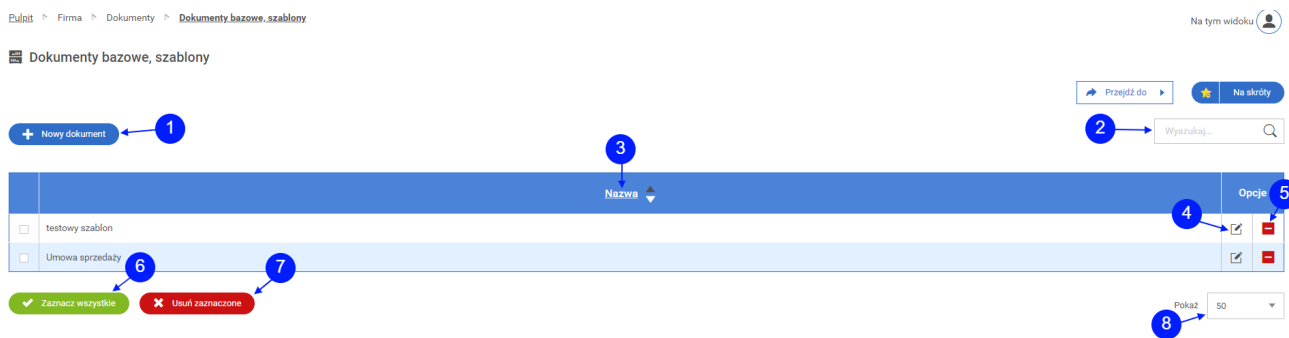 Pulpit Firma Dokumenty Dokumenty bazowe, szablony
Na tym widoku
Dokumenty bazowe, szablony
Przejdź do
Na skróty
Nowy dokument
1
2
Wyszukaj...
3
Nazwa
Opcje
5
4
testowy szablon
Umowa sprzedaży
6
7
Zaznacz wszystkie
Usuń zaznaczone
Pokaż
50
8